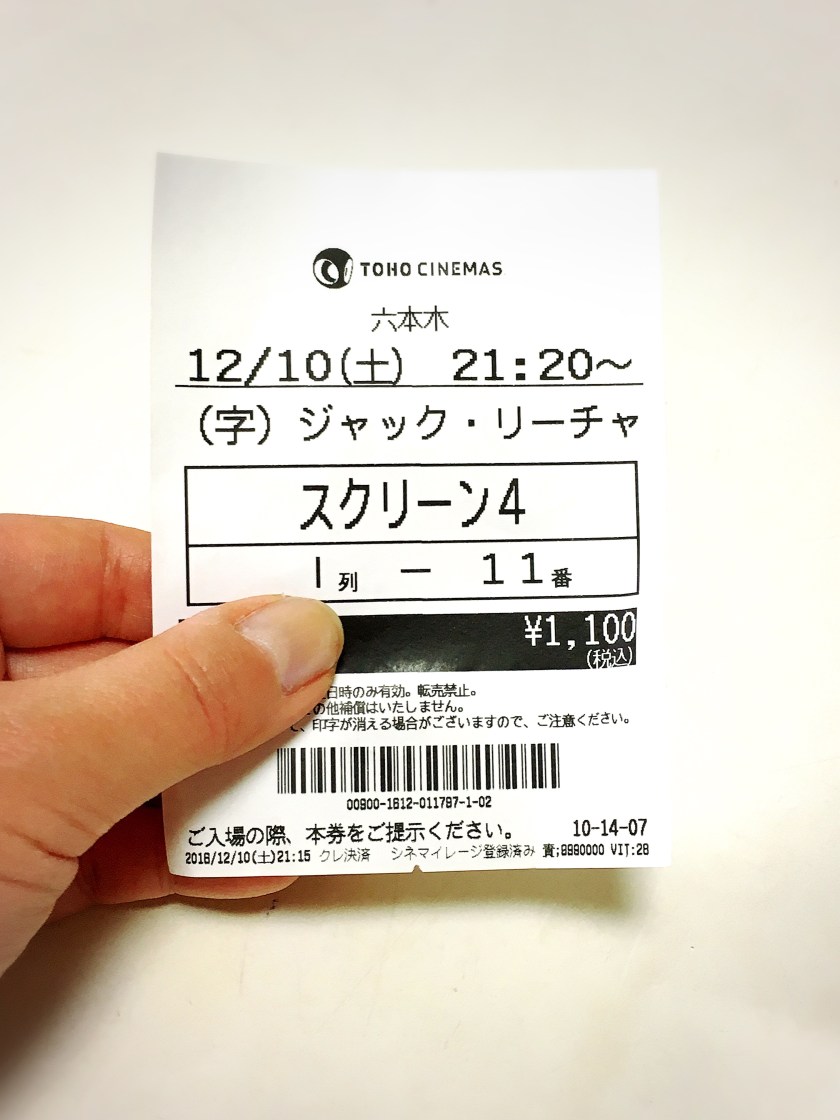 TOHO CINEMAS
六本木
12/10(土) 21:20～
(字) ジャック・リーチャ
スクリーン4
I列 － 11番
¥1,100
(税込)
日時のみ有効。転売禁止。
の他補償はいたしません。
、印字が消える場合がございますので、ご注意ください。
00900-1612-011797-1-02
ご入場の際、本券をご提示ください。 10-14-07
2016/12/10(土)21:15 クレ決済 シネマイレージ登録済み 責;8980000 VIT:28